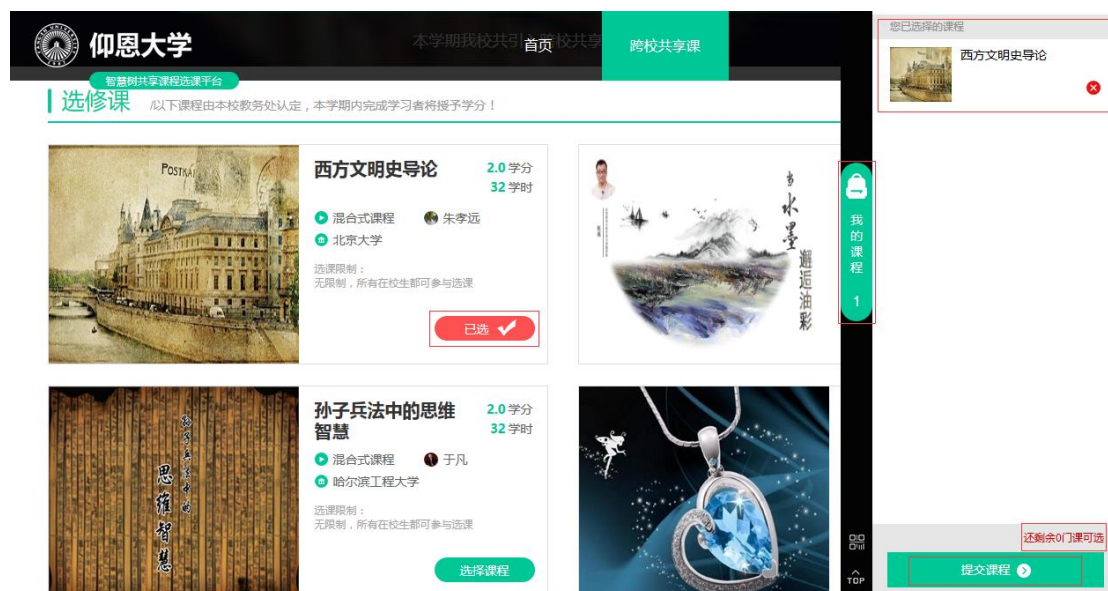 仰恩大学
智慧树共享课程选课平台
首页
跨校共享课
选修课
/以下课程由本校教务处认定，本学期内完成学习者将授予学分！
西方文明史导论
2.0 学分
32 学时
混合式课程
朱孝远
北京大学
选课限制：
无限制，所有在校生都可参与选课
已选
当
水
墨
邂逅油彩
孙子兵法中的思维
智慧
2.0 学分
32 学时
混合式课程
于凡
哈尔滨工程大学
选课限制：
无限制，所有在校生都可参与选课
选择课程
孙子兵法中的
思维智慧
我的课程
1
TOP
您已选择的课程
西方文明史导论
还剩余0门课可选
提交课程